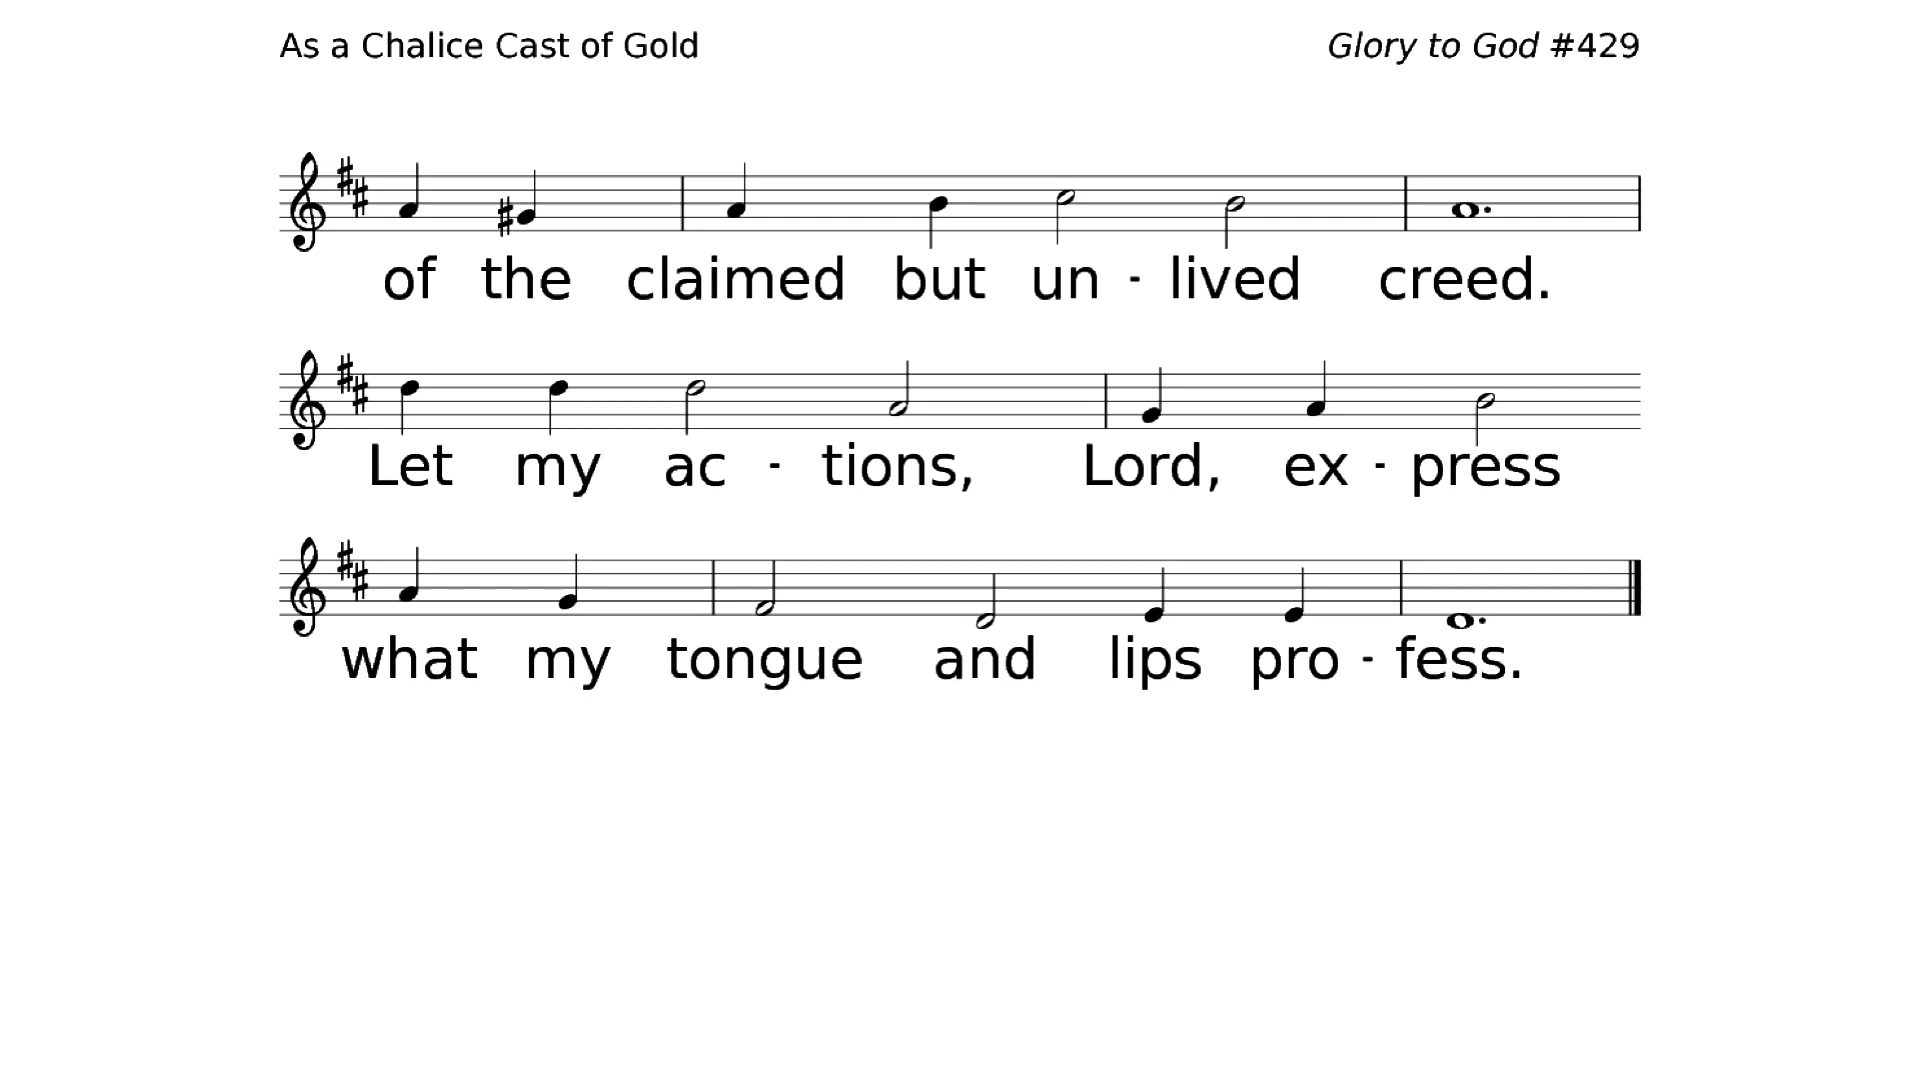 As a Chalice Cast of Gold
Glory to God #429
of the claimed but un - lived creed.
Let my ac - tions, Lord, ex - press
what my tongue and lips pro - fess.